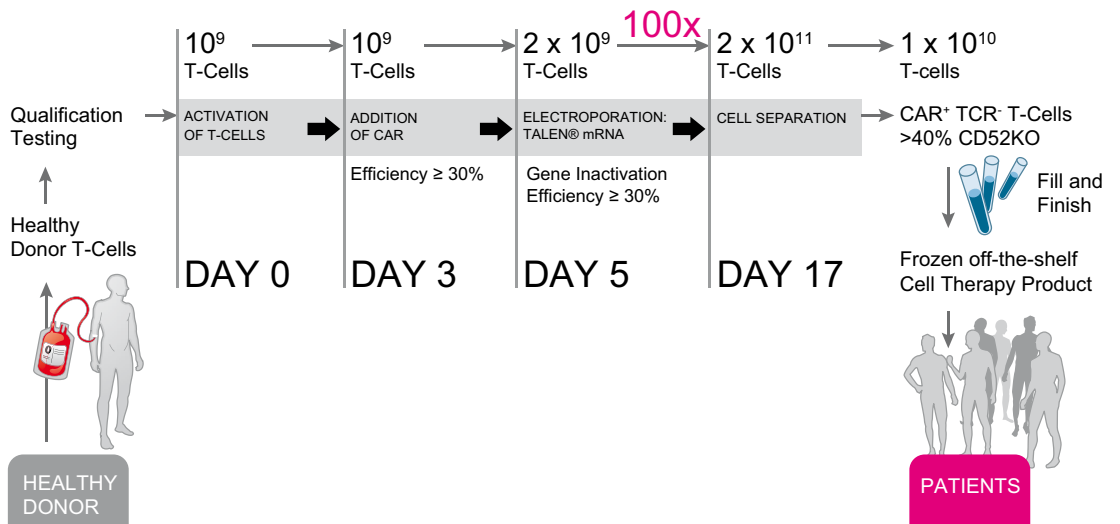 10⁹
T-Cells
10⁹
T-Cells
2 x 10⁹
T-Cells
100x
2 x 10¹¹
T-Cells
1 x 10¹⁰
T-cells
Qualification
Testing
ACTIVATION
OF T-CELLS
ADDITION
OF CAR
ELECTROPORATION:
TALEN® mRNA
CELL SEPARATION
CAR⁺ TCR⁻ T-Cells
>40% CD52KO
Efficiency ≥ 30%
Gene Inactivation
Efficiency ≥ 30%
Fill and
Finish
Healthy
Donor T-Cells
DAY 0
DAY 3
DAY 5
DAY 17
Frozen off-the-shelf
Cell Therapy Product
HEALTHY
DONOR
PATIENTS